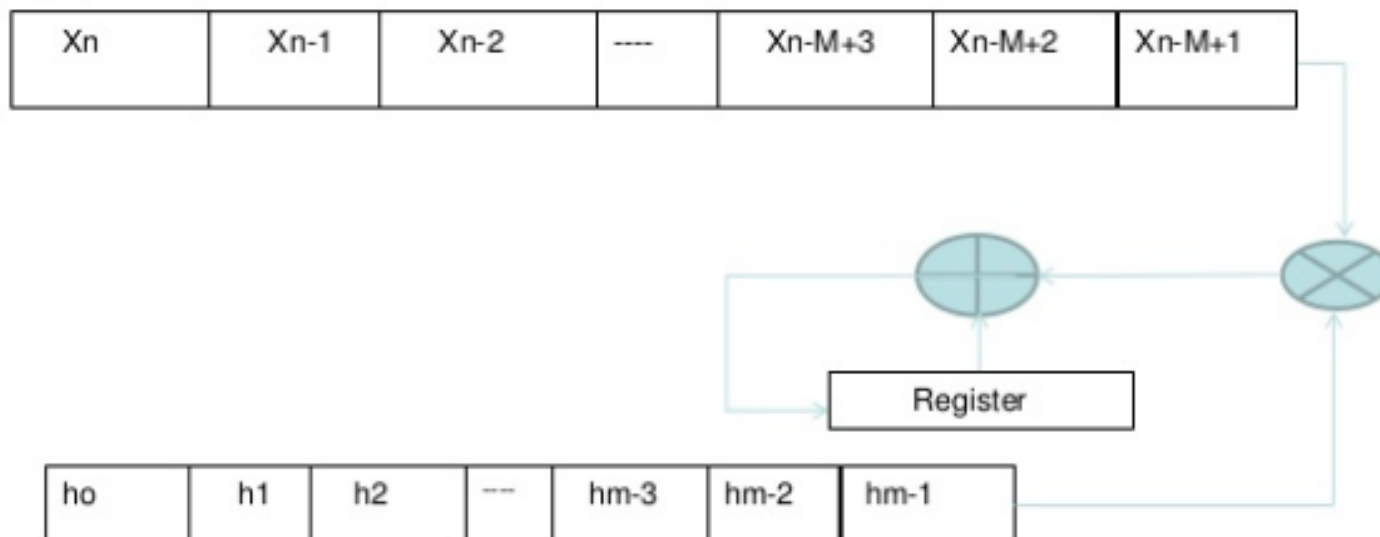 Xn Xn-1 Xn-2 ---- Xn-M+3 Xn-M+2 Xn-M+1
Register
ho h1 h2 ---- hm-3 hm-2 hm-1